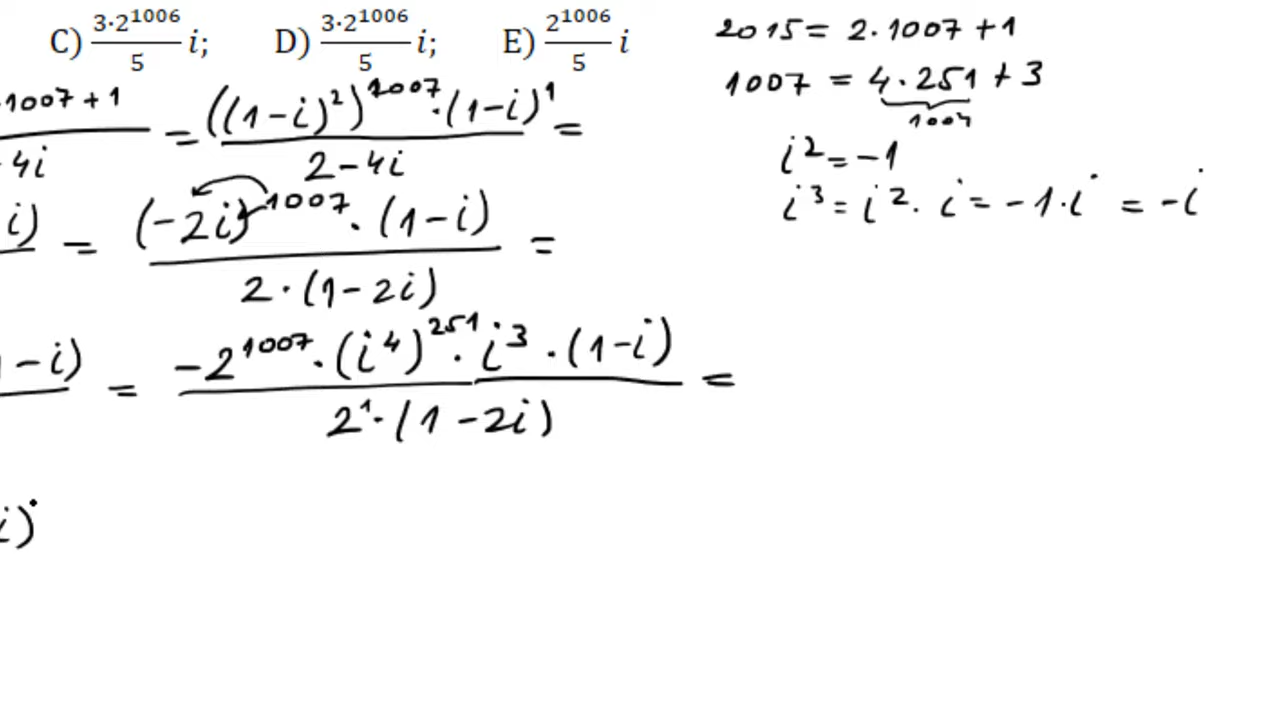 C) 3·2^1006/5 i; D) 3·2^1006/5 i; E) 2^1006/5 i
2015 = 2·1007 + 1
1007 = 4·251 + 3
1004
i² = -1
i³ = i²·i = -1·i = -i
·1007 + 1 / - 4i = ((1-i)²)^1007 · (1-i)^1 / 2-4i =
i) = (-2i)^1007 · (1-i) / 2·(1-2i) =
-i) = -2^1007 · (i⁴)^251 · i³ · (1-i) / 2^1·(1-2i) =
i)·